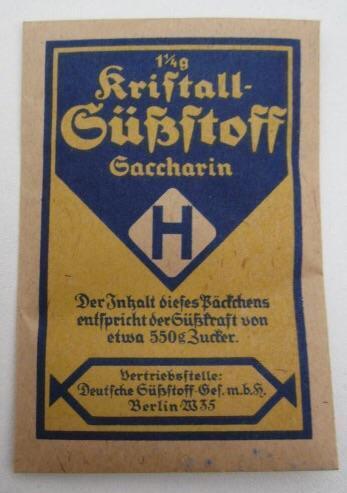 1¼g
Kristall-
Süßstoff
Saccharin
H
Der Inhalt dieses Päckchens
entspricht der Süßkraft von
etwa 550g Zucker.
Vertriebsstelle:
Deutsche Süßstoff-Ges.m.b.H.
Berlin-W35